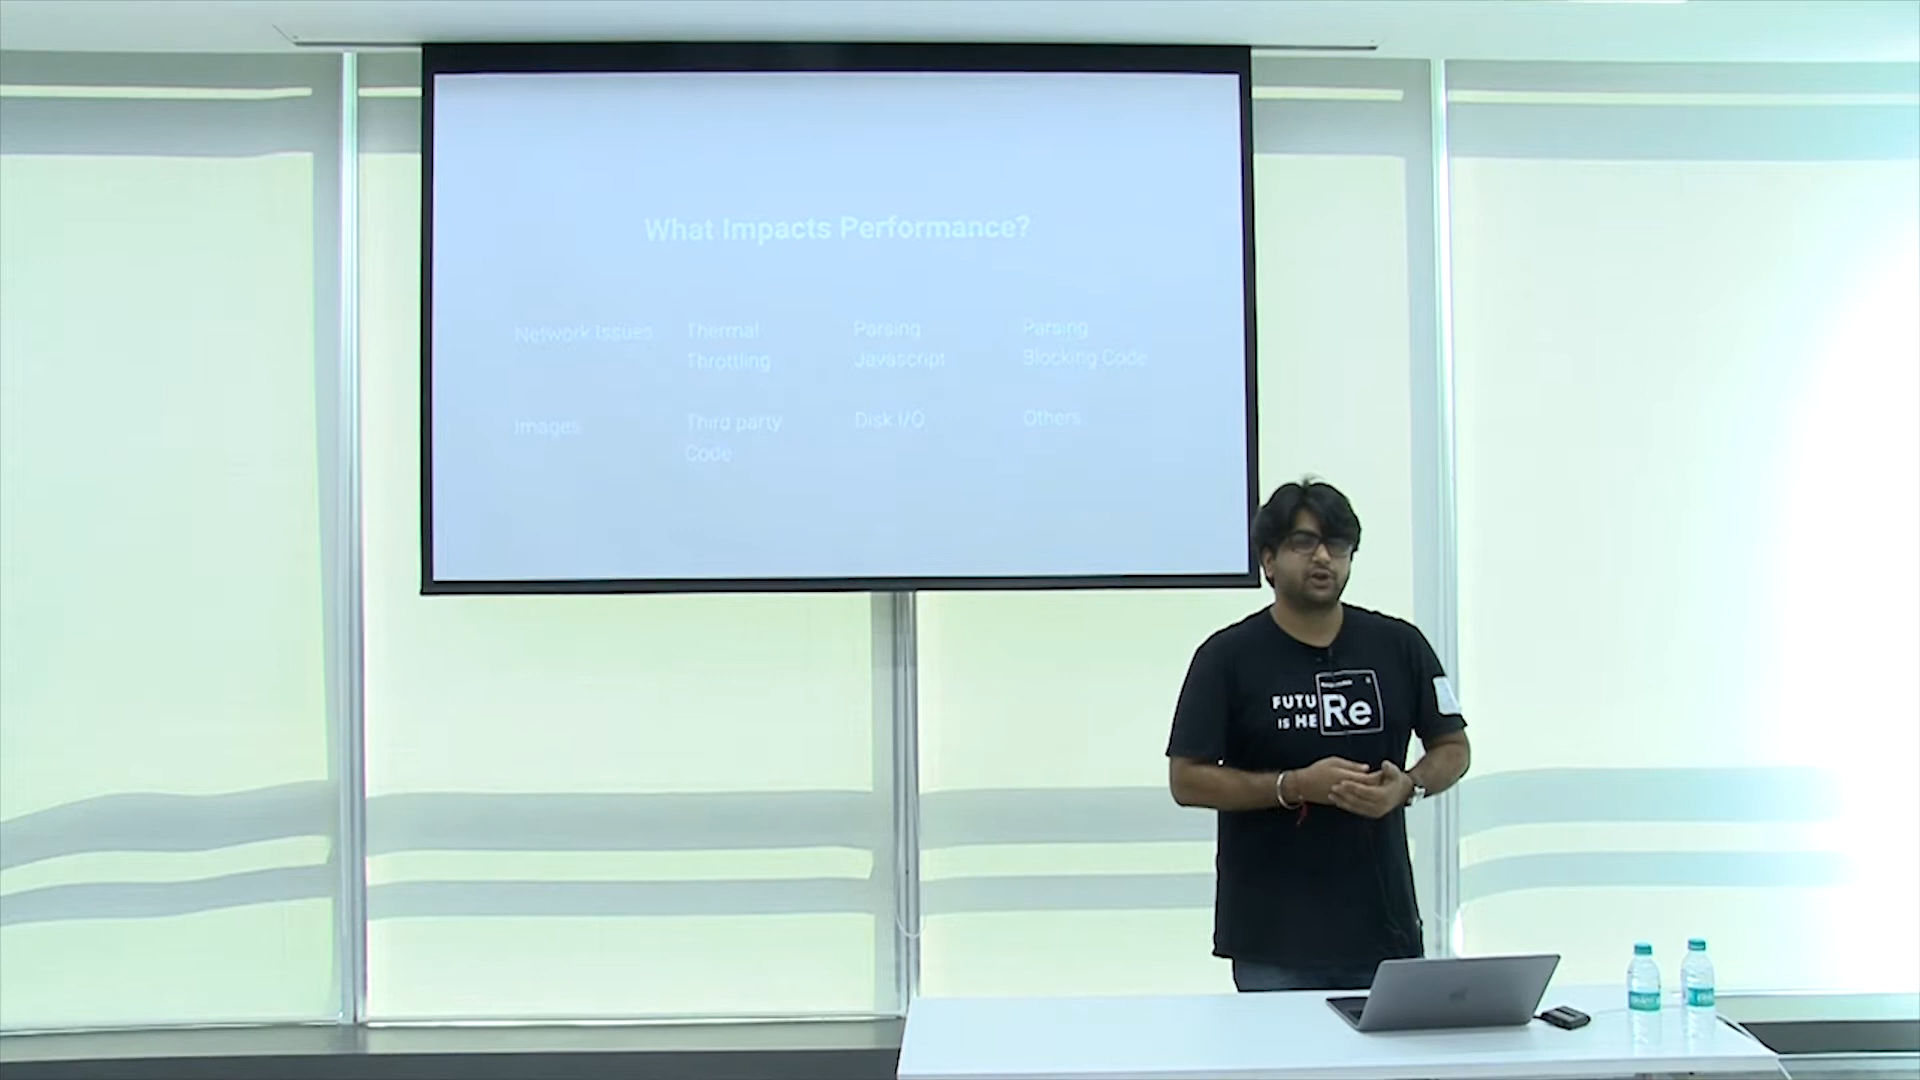 What Impacts Performance?
Network Issues
Thermal
Throttling
Parsing
Javascript
Parsing
Blocking Code
Images
Third party
Code
Disk I/O
Others
FUTU
IS HE
Re